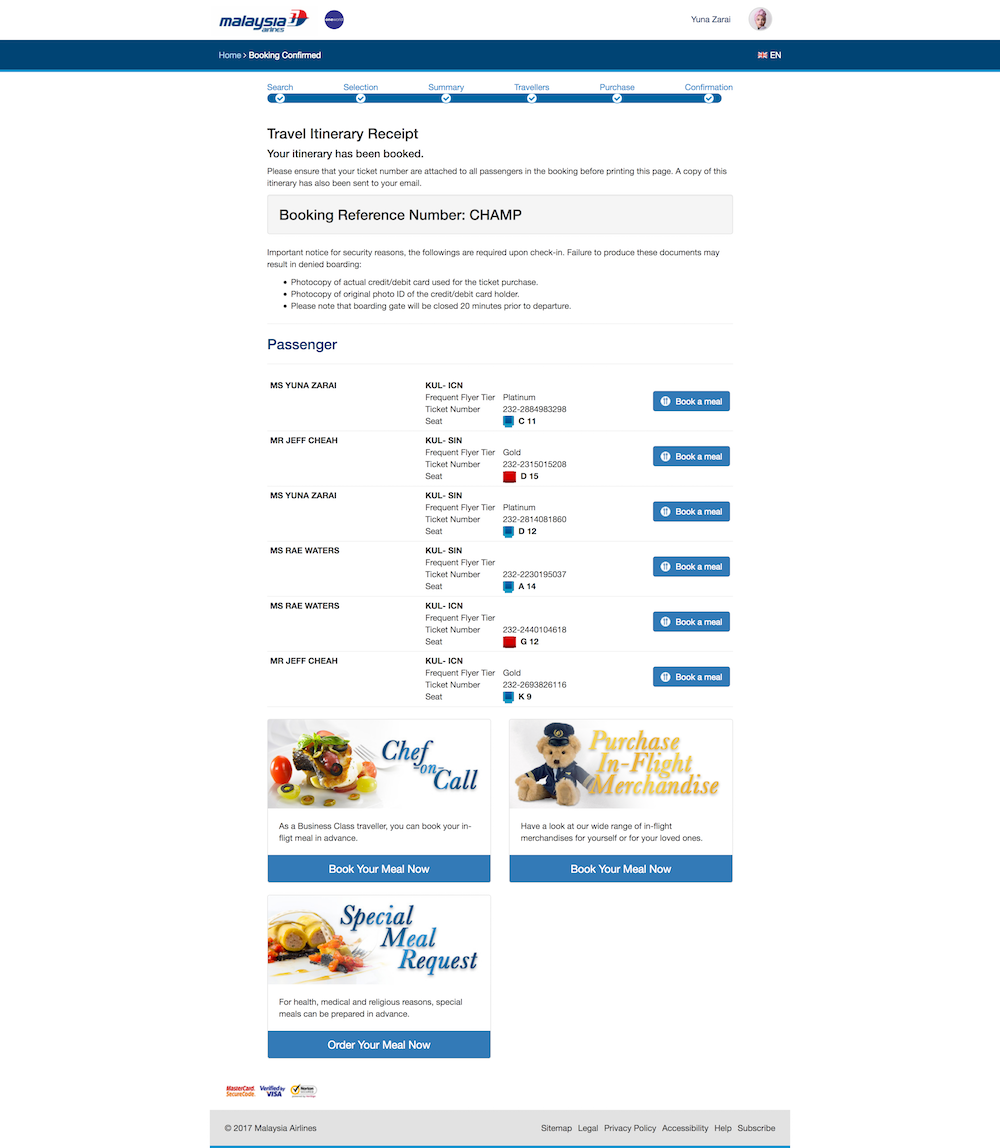 malaysia
airlines
oneworld
Yuna Zarai
Home › Booking Confirmed
EN
Search Selection Summary Travellers Purchase Confirmation
Travel Itinerary Receipt
Your itinerary has been booked.
Please ensure that your ticket number are attached to all passengers in the booking before printing this page. A copy of this
itinerary has also been sent to your email.
Booking Reference Number: CHAMP
Important notice for security reasons, the followings are required upon check-in. Failure to produce these documents may
result in denied boarding:
• Photocopy of actual credit/debit card used for the ticket purchase.
• Photocopy of original photo ID of the credit/debit card holder.
• Please note that boarding gate will be closed 20 minutes prior to departure.
Passenger
MS YUNA ZARAI KUL- ICN
Frequent Flyer Tier Platinum
Book a meal
Ticket Number 232-2884983298
Seat C 11
MR JEFF CHEAH KUL- SIN
Frequent Flyer Tier Gold
Book a meal
Ticket Number 232-2315015208
Seat D 15
MS YUNA ZARAI KUL- SIN
Frequent Flyer Tier Platinum
Book a meal
Ticket Number 232-2814081860
Seat D 12
MS RAE WATERS KUL- SIN
Frequent Flyer Tier
Book a meal
Ticket Number 232-2230195037
Seat A 14
MS RAE WATERS KUL- ICN
Frequent Flyer Tier
Book a meal
Ticket Number 232-2440104618
Seat G 12
MR JEFF CHEAH KUL- ICN
Frequent Flyer Tier Gold
Book a meal
Ticket Number 232-2693826116
Seat K 9
Chef
-on-
Call
As a Business Class traveller, you can book your in-
fligt meal in advance.
Book Your Meal Now
Purchase
In-Flight
Merchandise
Have a look at our wide range of in-flight
merchandises for yourself or for your loved ones.
Book Your Meal Now
Special
Meal
Request
For health, medical and religious reasons, special
meals can be prepared in advance.
Order Your Meal Now
MasterCard. SecureCode.
Verified by VISA
Norton
© 2017 Malaysia Airlines
Sitemap Legal Privacy Policy Accessibility Help Subscribe